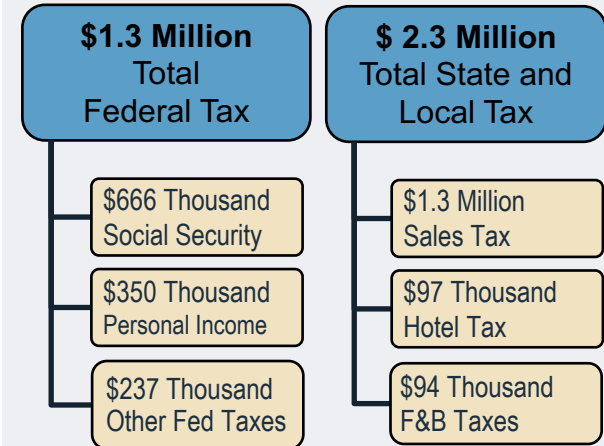 $1.3 Million
Total
Federal Tax
$666 Thousand
Social Security
$350 Thousand
Personal Income
$237 Thousand
Other Fed Taxes
$ 2.3 Million
Total State and
Local Tax
$1.3 Million
Sales Tax
$97 Thousand
Hotel Tax
$94 Thousand
F&B Taxes